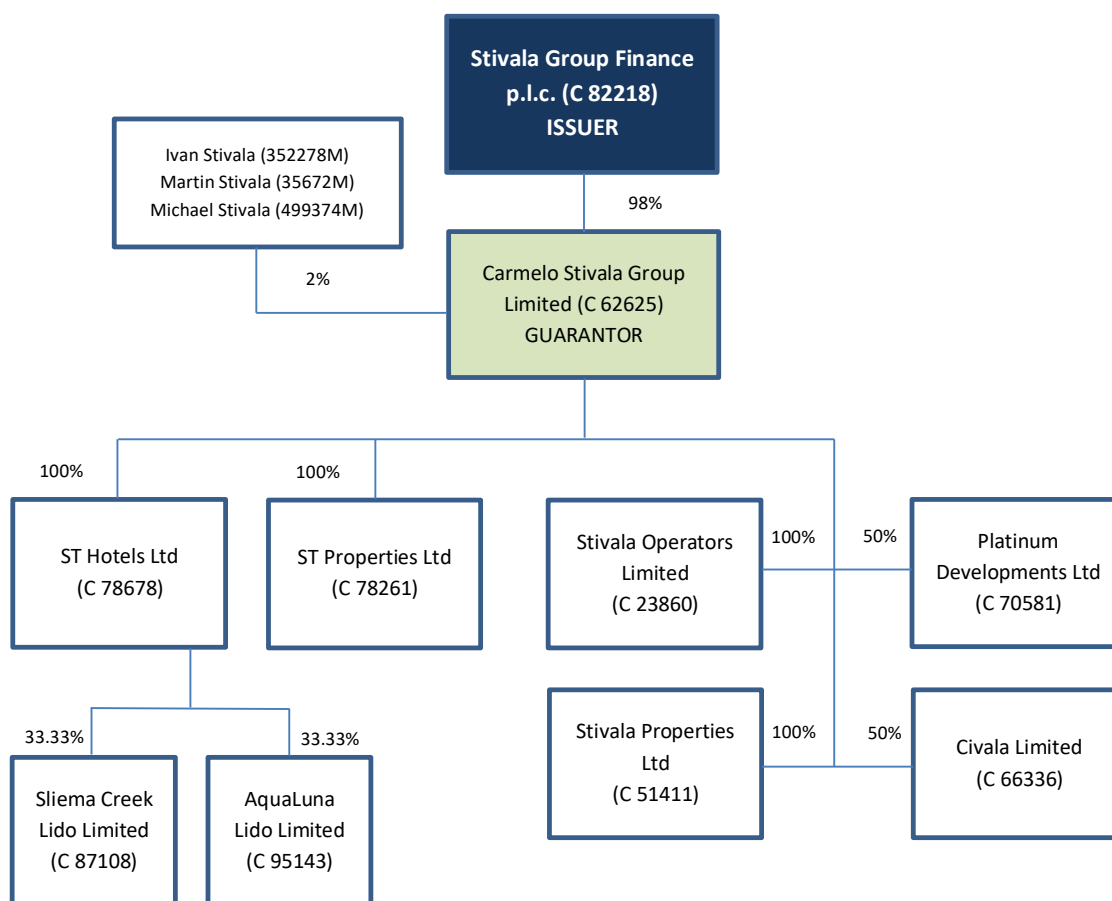 Stivala Group Finance
p.l.c. (C 82218)
ISSUER
Ivan Stivala (352278M)
Martin Stivala (35672M)
Michael Stivala (499374M)
98%
2%
Carmelo Stivala Group
Limited (C 62625)
GUARANTOR
100%
100%
ST Hotels Ltd
(C 78678)
ST Properties Ltd
(C 78261)
Stivala Operators
Limited
(C 23860)
100%
50%
Platinum
Developments Ltd
(C 70581)
33.33%
33.33%
Sliema Creek
Lido Limited
(C 87108)
AquaLuna
Lido Limited
(C 95143)
Stivala Properties
Ltd
(C 51411)
100%
50%
Civala Limited
(C 66336)